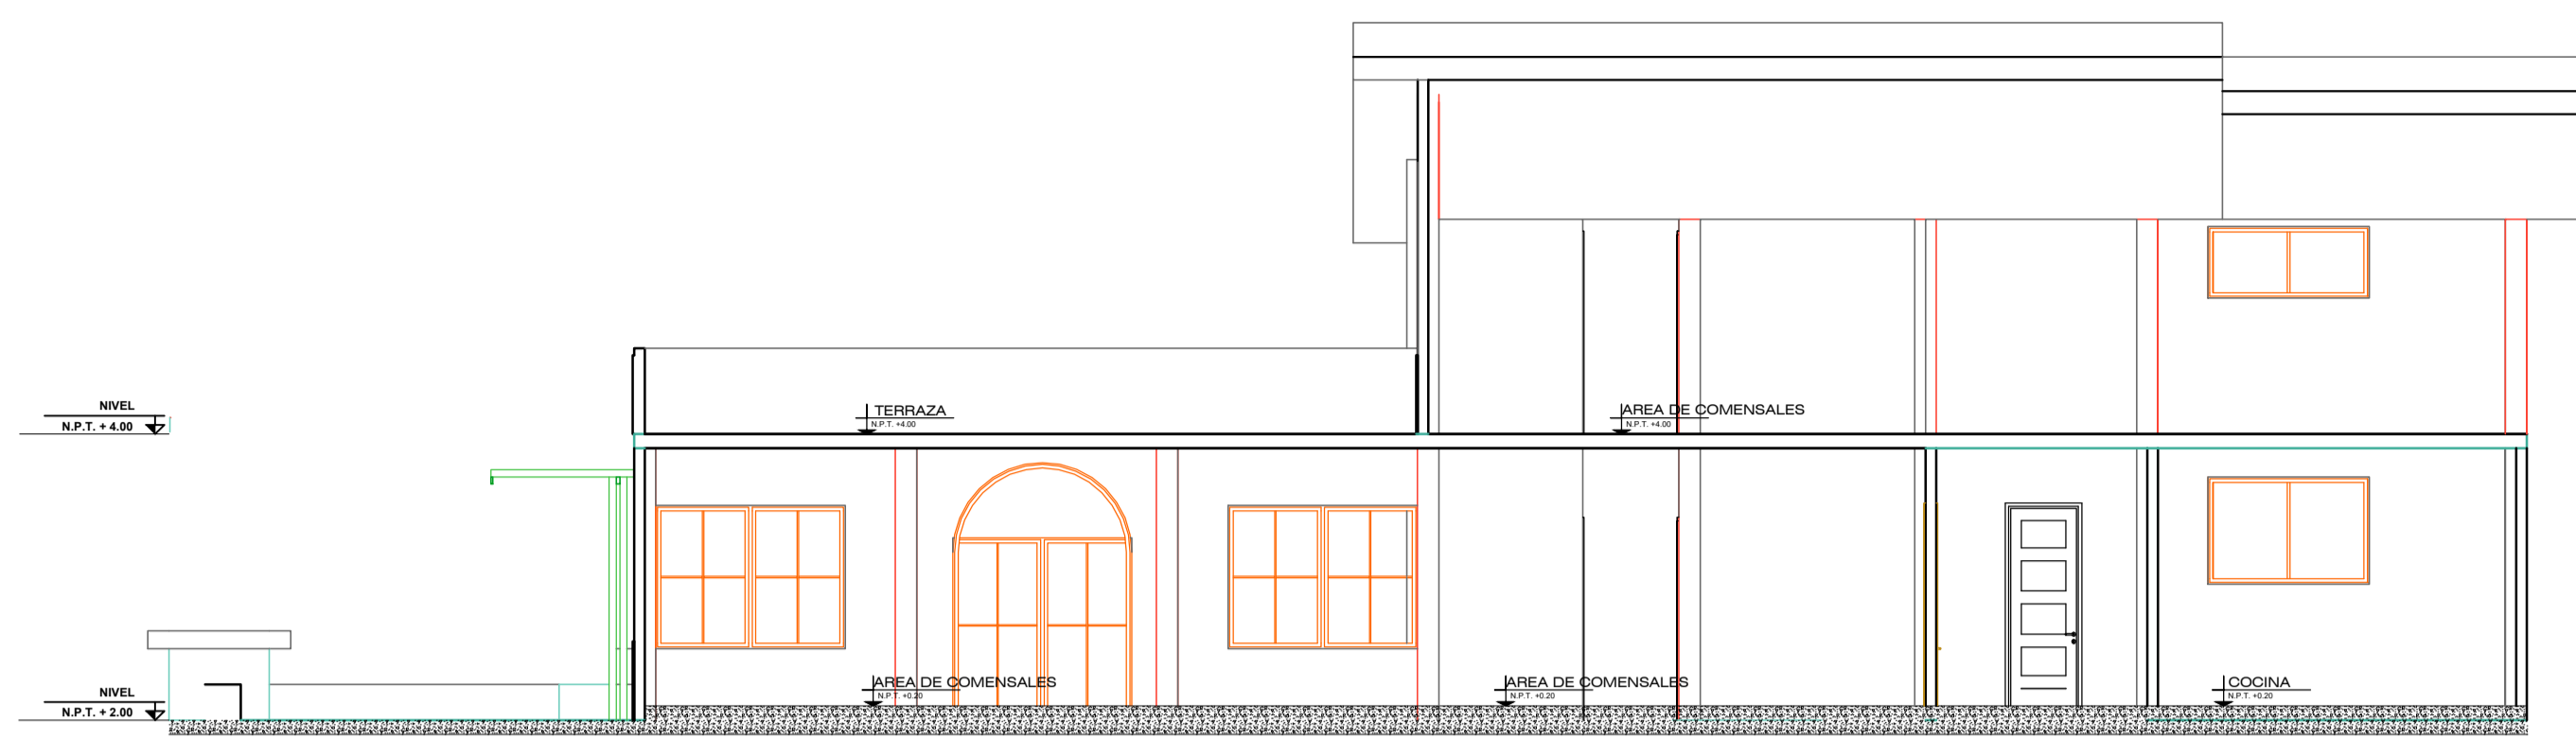 NIVEL
N.P.T. + 4.00
TERRAZA
N.P.T. +4.00
AREA DE COMENSALES
N.P.T. +4.00
NIVEL
N.P.T. + 2.00
AREA DE COMENSALES
N.P.T. +0.20
AREA DE COMENSALES
N.P.T. +0.20
COCINA
N.P.T. +0.20